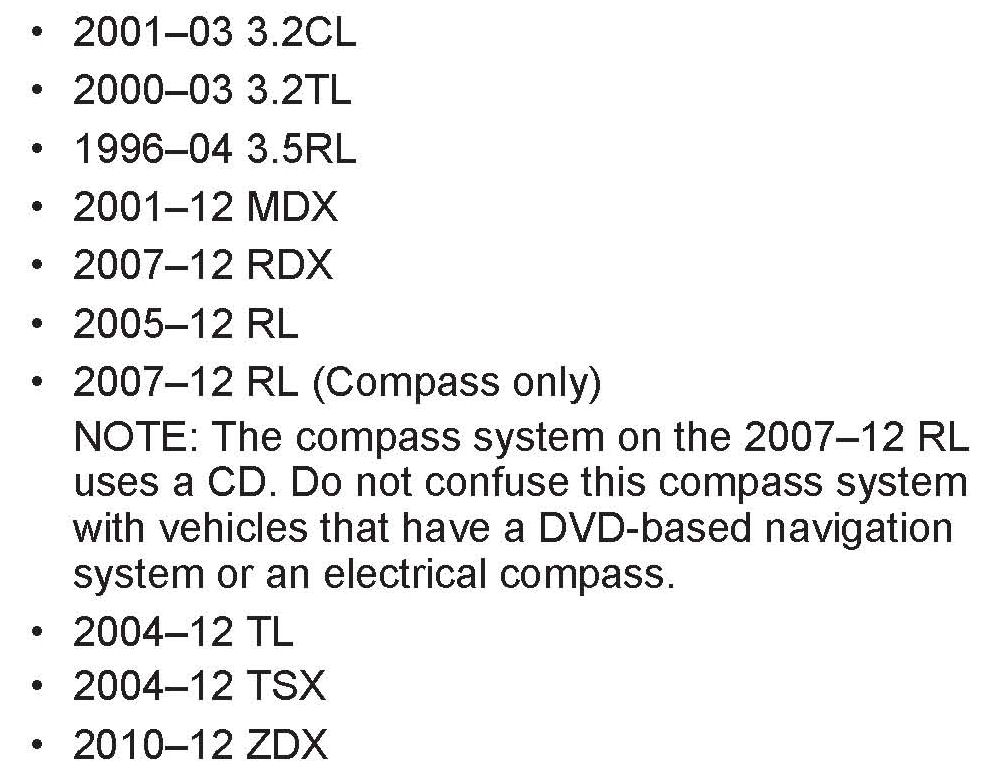 • 2001–03 3.2CL
• 2000–03 3.2TL
• 1996–04 3.5RL
• 2001–12 MDX
• 2007–12 RDX
• 2005–12 RL
• 2007–12 RL (Compass only)
NOTE: The compass system on the 2007–12 RL
uses a CD. Do not confuse this compass system
with vehicles that have a DVD-based navigation
system or an electrical compass.
• 2004–12 TL
• 2004–12 TSX
• 2010–12 ZDX